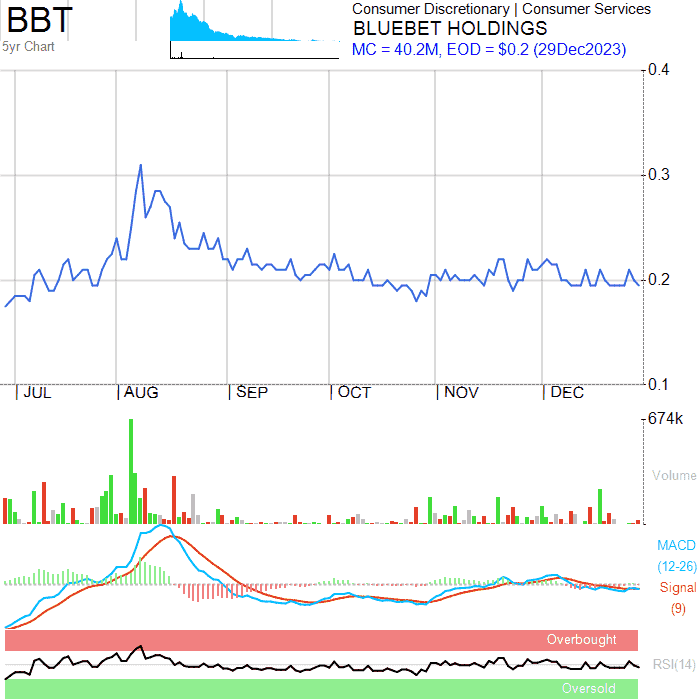 BBT
5yr Chart
Consumer Discretionary | Consumer Services
BLUEBET HOLDINGS
MC = 40.2M, EOD = $0.2 (29Dec2023)
0.4
0.3
0.2
0.1
| JUL | AUG | SEP | OCT | NOV | DEC
674k
Volume
MACD
(12-26)
Signal
(9)
Overbought
RSI(14)
Oversold